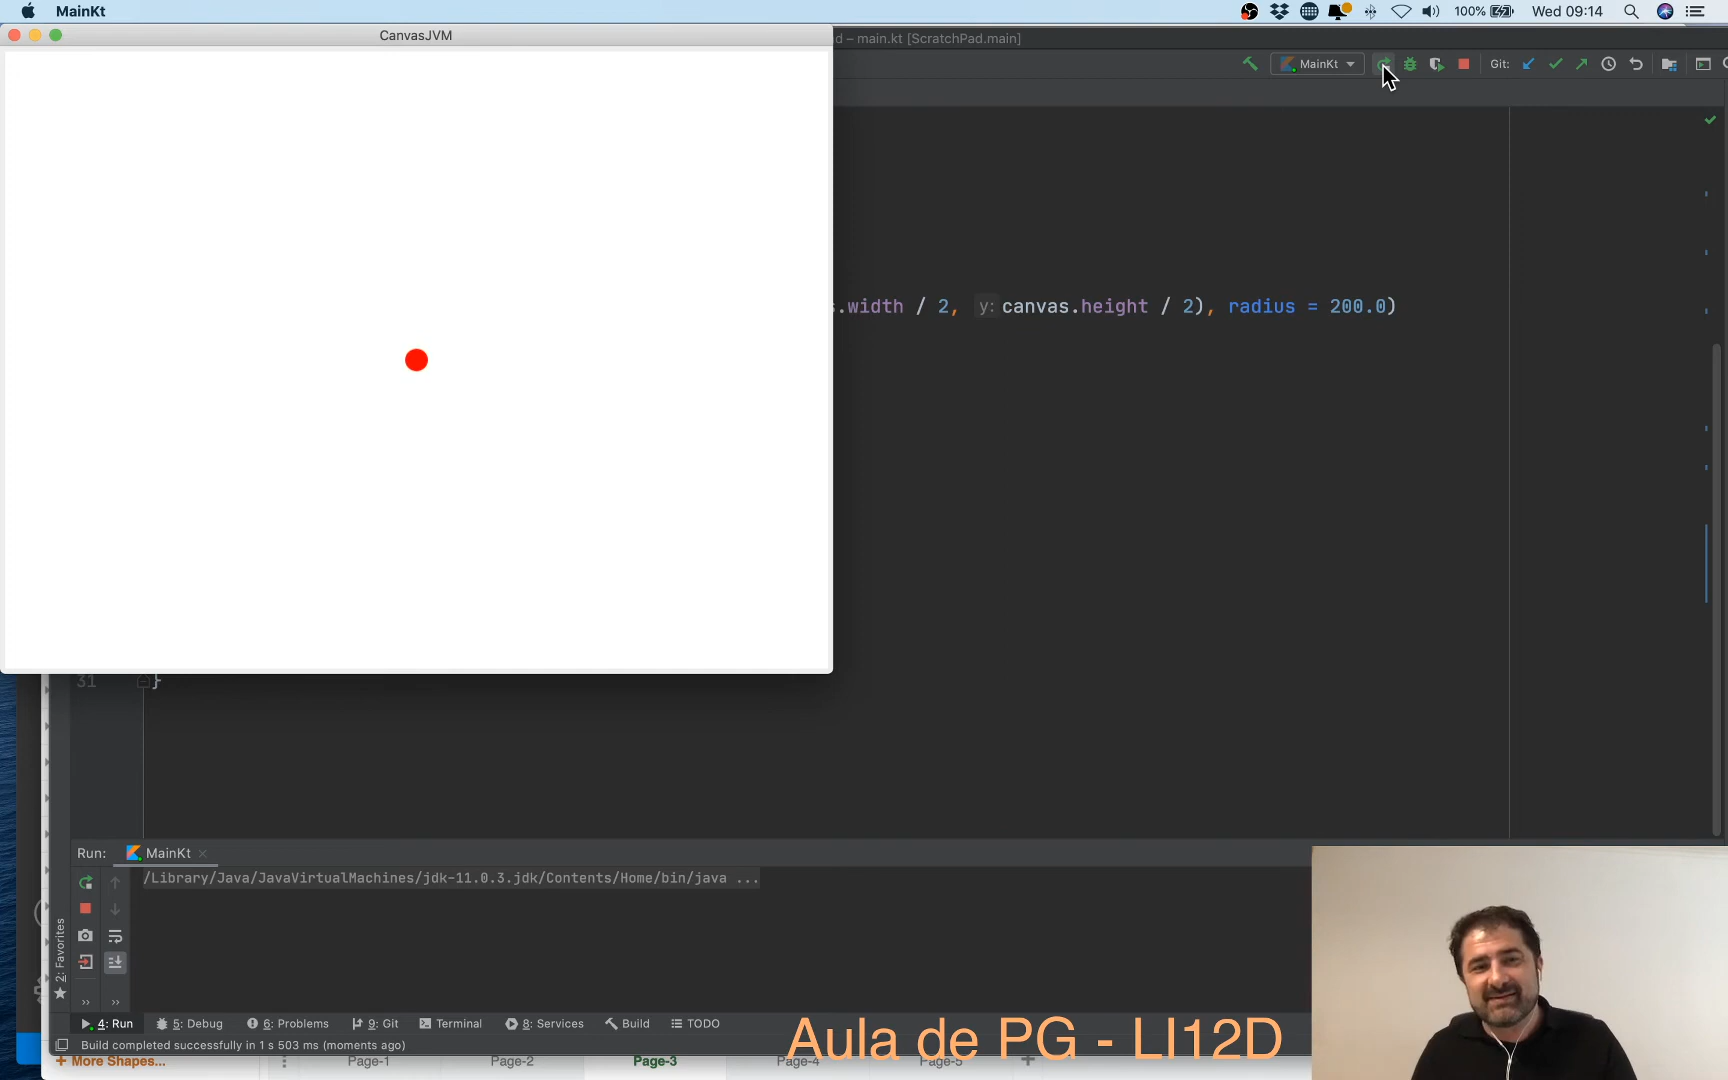 MainKt
100%
Wed 09:14
CanvasJVM
d – main.kt [ScratchPad.main]
MainKt
Git:
.width / 2, y: canvas.height / 2), radius = 200.0)
31 }
Run: MainKt
/Library/Java/JavaVirtualMachines/jdk-11.0.3.jdk/Contents/Home/bin/java ...
2: Favorites
4: Run
5: Debug
6: Problems
9: Git
Terminal
8: Services
Build
TODO
Build completed successfully in 1 s 503 ms (moments ago)
Aula de PG - LI12D
+ More Shapes...
Page-1
Page-2
Page-3
Page-4
Page-5